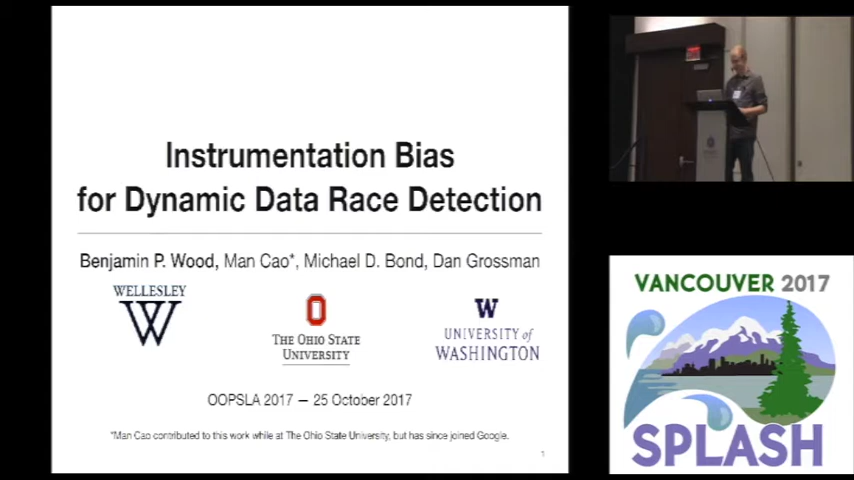 Instrumentation Bias
for Dynamic Data Race Detection
Benjamin P. Wood, Man Cao*, Michael D. Bond, Dan Grossman
WELLESLEY
W
O
THE OHIO STATE
UNIVERSITY
W
UNIVERSITY of
WASHINGTON
OOPSLA 2017 — 25 October 2017
*Man Cao contributed to this work while at The Ohio State University, but has since joined Google.
1
VANCOUVER 2017
SPLASH